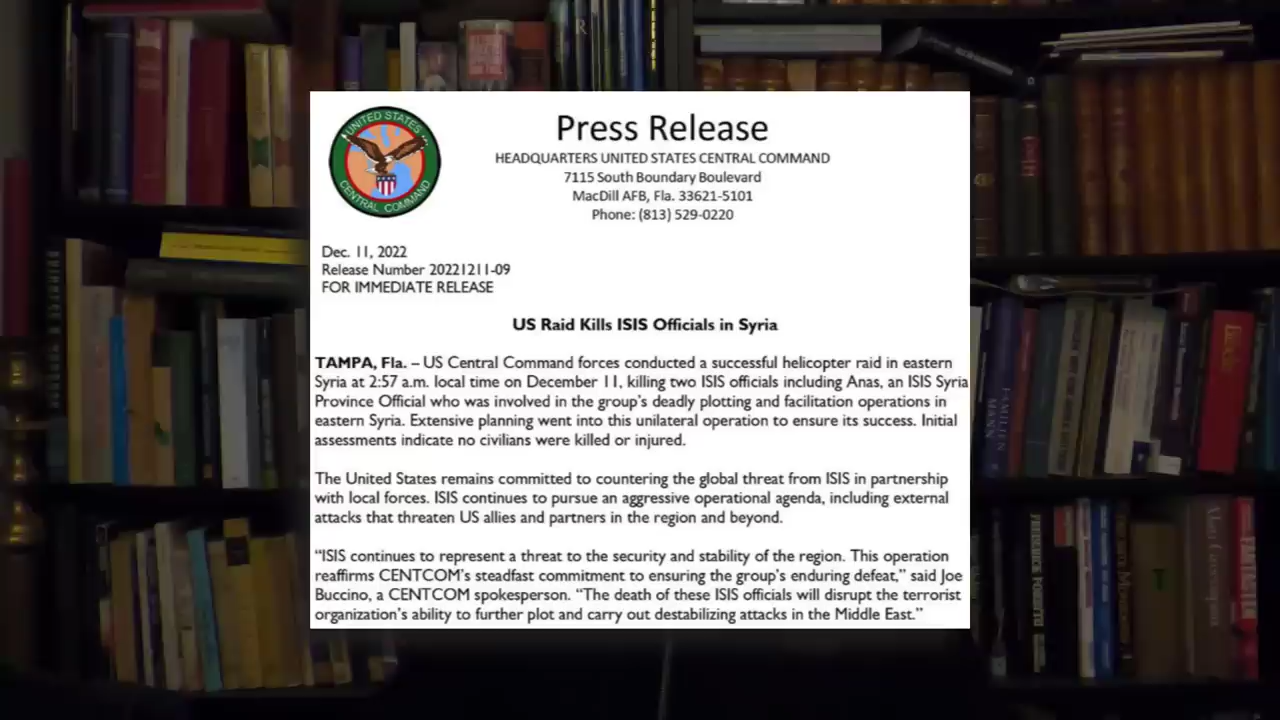 UNITED STATES
CENTRAL COMMAND
Press Release
HEADQUARTERS UNITED STATES CENTRAL COMMAND
7115 South Boundary Boulevard
MacDill AFB, Fla. 33621-5101
Phone: (813) 529-0220
Dec. 11, 2022
Release Number 20221211-09
FOR IMMEDIATE RELEASE
US Raid Kills ISIS Officials in Syria
TAMPA, Fla. – US Central Command forces conducted a successful helicopter raid in eastern
Syria at 2:57 a.m. local time on December 11, killing two ISIS officials including Anas, an ISIS Syria
Province Official who was involved in the group’s deadly plotting and facilitation operations in
eastern Syria. Extensive planning went into this unilateral operation to ensure its success. Initial
assessments indicate no civilians were killed or injured.
The United States remains committed to countering the global threat from ISIS in partnership
with local forces. ISIS continues to pursue an aggressive operational agenda, including external
attacks that threaten US allies and partners in the region and beyond.
“ISIS continues to represent a threat to the security and stability of the region. This operation
reaffirms CENTCOM’s steadfast commitment to ensuring the group’s enduring defeat,” said Joe
Buccino, a CENTCOM spokesperson. “The death of these ISIS officials will disrupt the terrorist
organization’s ability to further plot and carry out destabilizing attacks in the Middle East.”
FAMILIEN
MANN